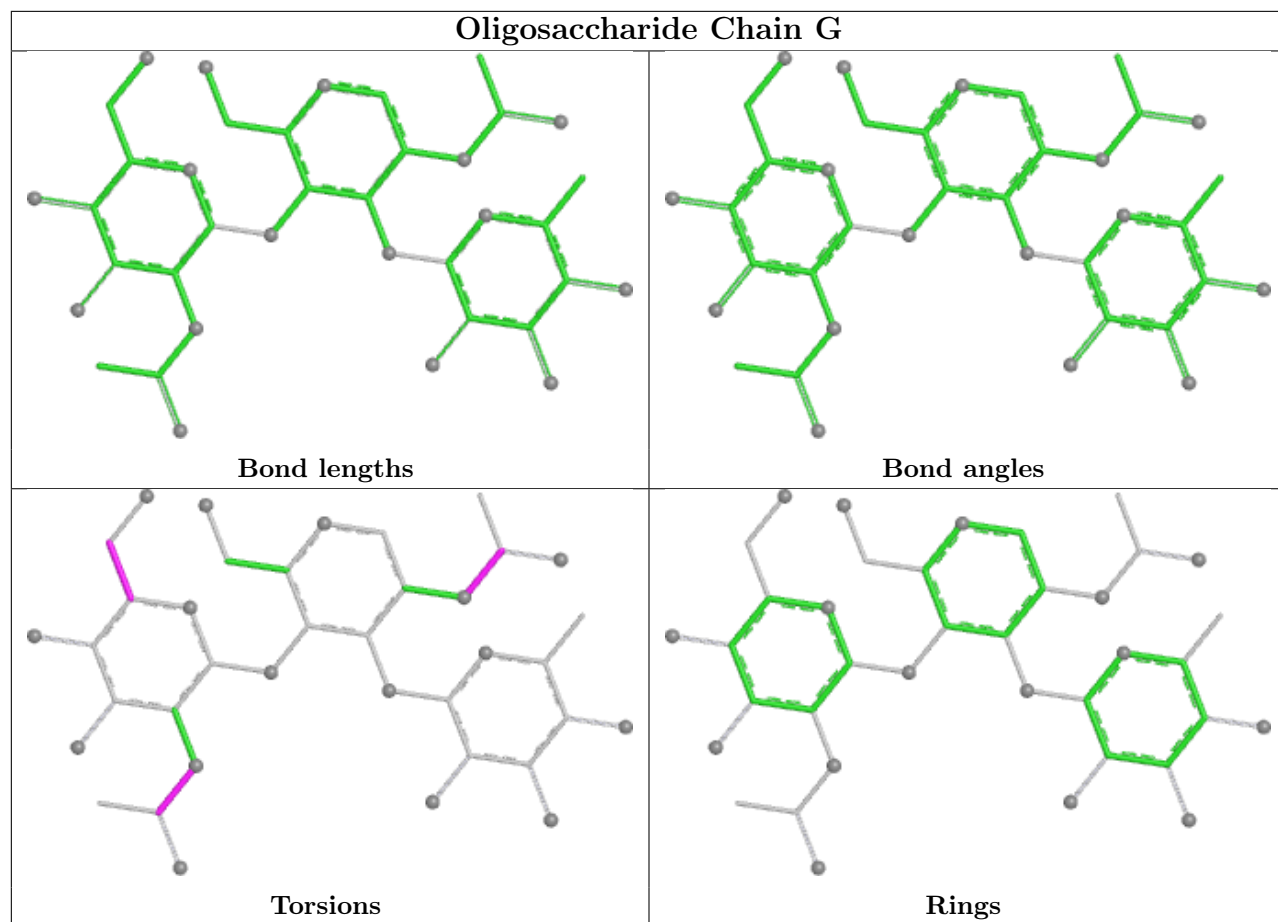 Oligosaccharide Chain G
Bond lengths
Bond angles
Torsions
Rings